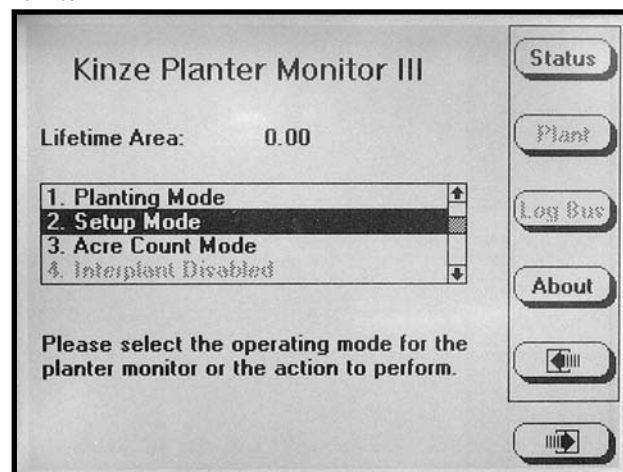 Kinze Planter Monitor III
Lifetime Area: 0.00
1. Planting Mode
2. Setup Mode
3. Acre Count Mode
4. Interplant Disabled
Please select the operating mode for the
planter monitor or the action to perform.
Status
Plant
Log Bus
About